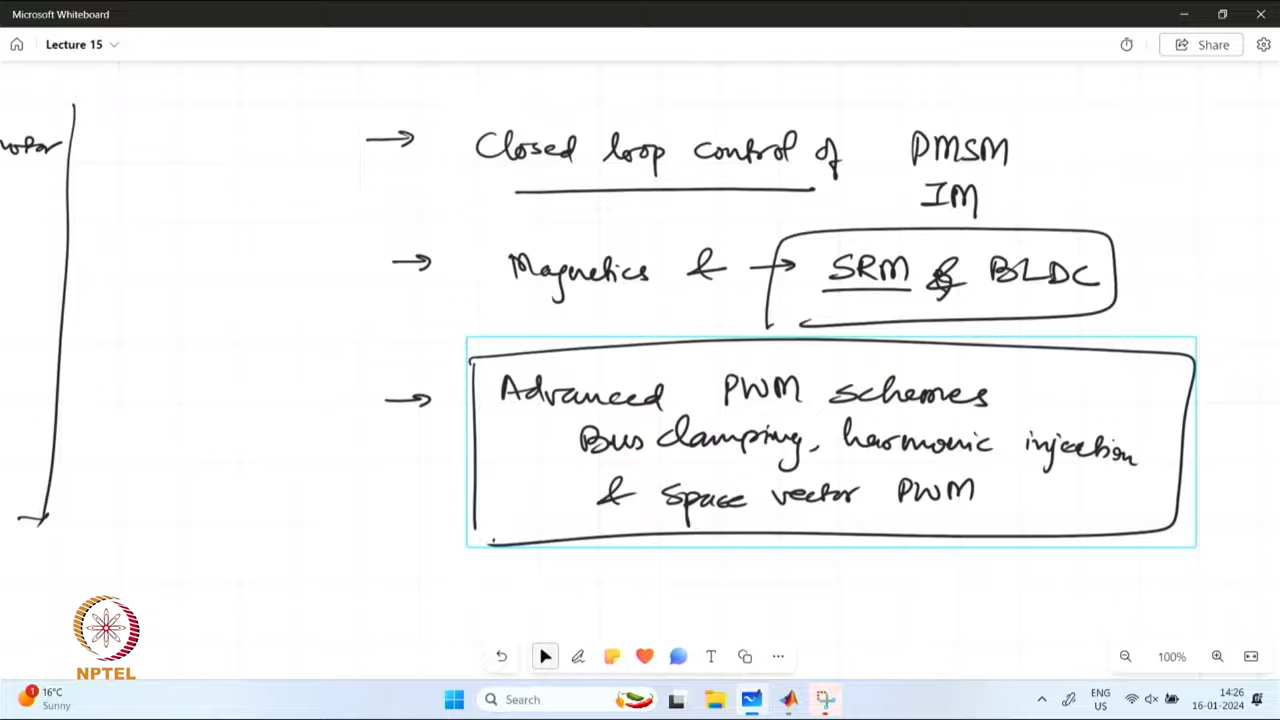 Microsoft Whiteboard
Lecture 15
Share
→ Closed loop control of PMSM
IM
→ Magnetics & → SRM & BLDC
→ Advanced PWM schemes
Bus clamping, harmonic injection
& space vector PWM
NPTEL
100%
1
16°C
Sunny
Search
ENG
US
14:26
16-01-2024